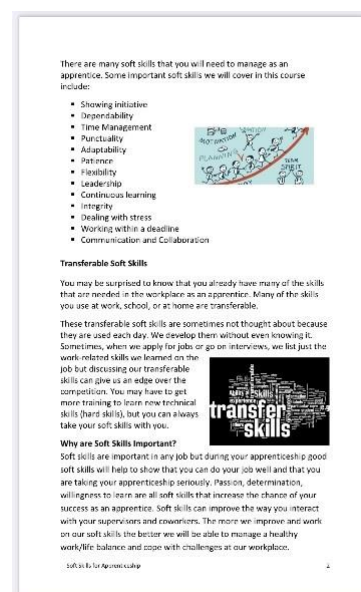 There are many soft skills that you will need to manage as an
apprentice. Some important soft skills we will cover in this course
include:
▪ Showing initiative
▪ Dependability
▪ Time Management
▪ Punctuality
▪ Adaptability
▪ Patience
▪ Flexibility
▪ Leadership
▪ Continuous learning
▪ Integrity
▪ Dealing with stress
▪ Working within a deadline
▪ Communication and Collaboration
MOTIVATION
PLANNING
TEAM
SPIRIT
Transferable Soft Skills
You may be surprised to know that you already have many of the skills
that are needed in the workplace as an apprentice. Many of the skills
you use at work, school, or at home are transferable.
These transferable soft skills are sometimes not thought about because
they are used each day. We develop them without even knowing it.
Sometimes, when we apply for jobs or go on interviews, we list just the
work-related skills we learned on the
job but discussing our transferable
skills can give us an edge over the
competition. You may have to get
more training to learn new technical
skills (hard skills), but you can always
take your soft skills with you.
transfer
skills
Why are Soft Skills Important?
Soft skills are important in any job but during your apprenticeship good
soft skills will help to show that you can do your job well and that you
are taking your apprenticeship seriously. Passion, determination,
willingness to learn are all soft skills that increase the chance of your
success as an apprentice. Soft skills can improve the way you interact
with your supervisors and coworkers. The more we improve and work
on our soft skills the better we will be able to manage a healthy
work/life balance and cope with challenges at our workplace.
Soft Skills for Apprenticeship
2